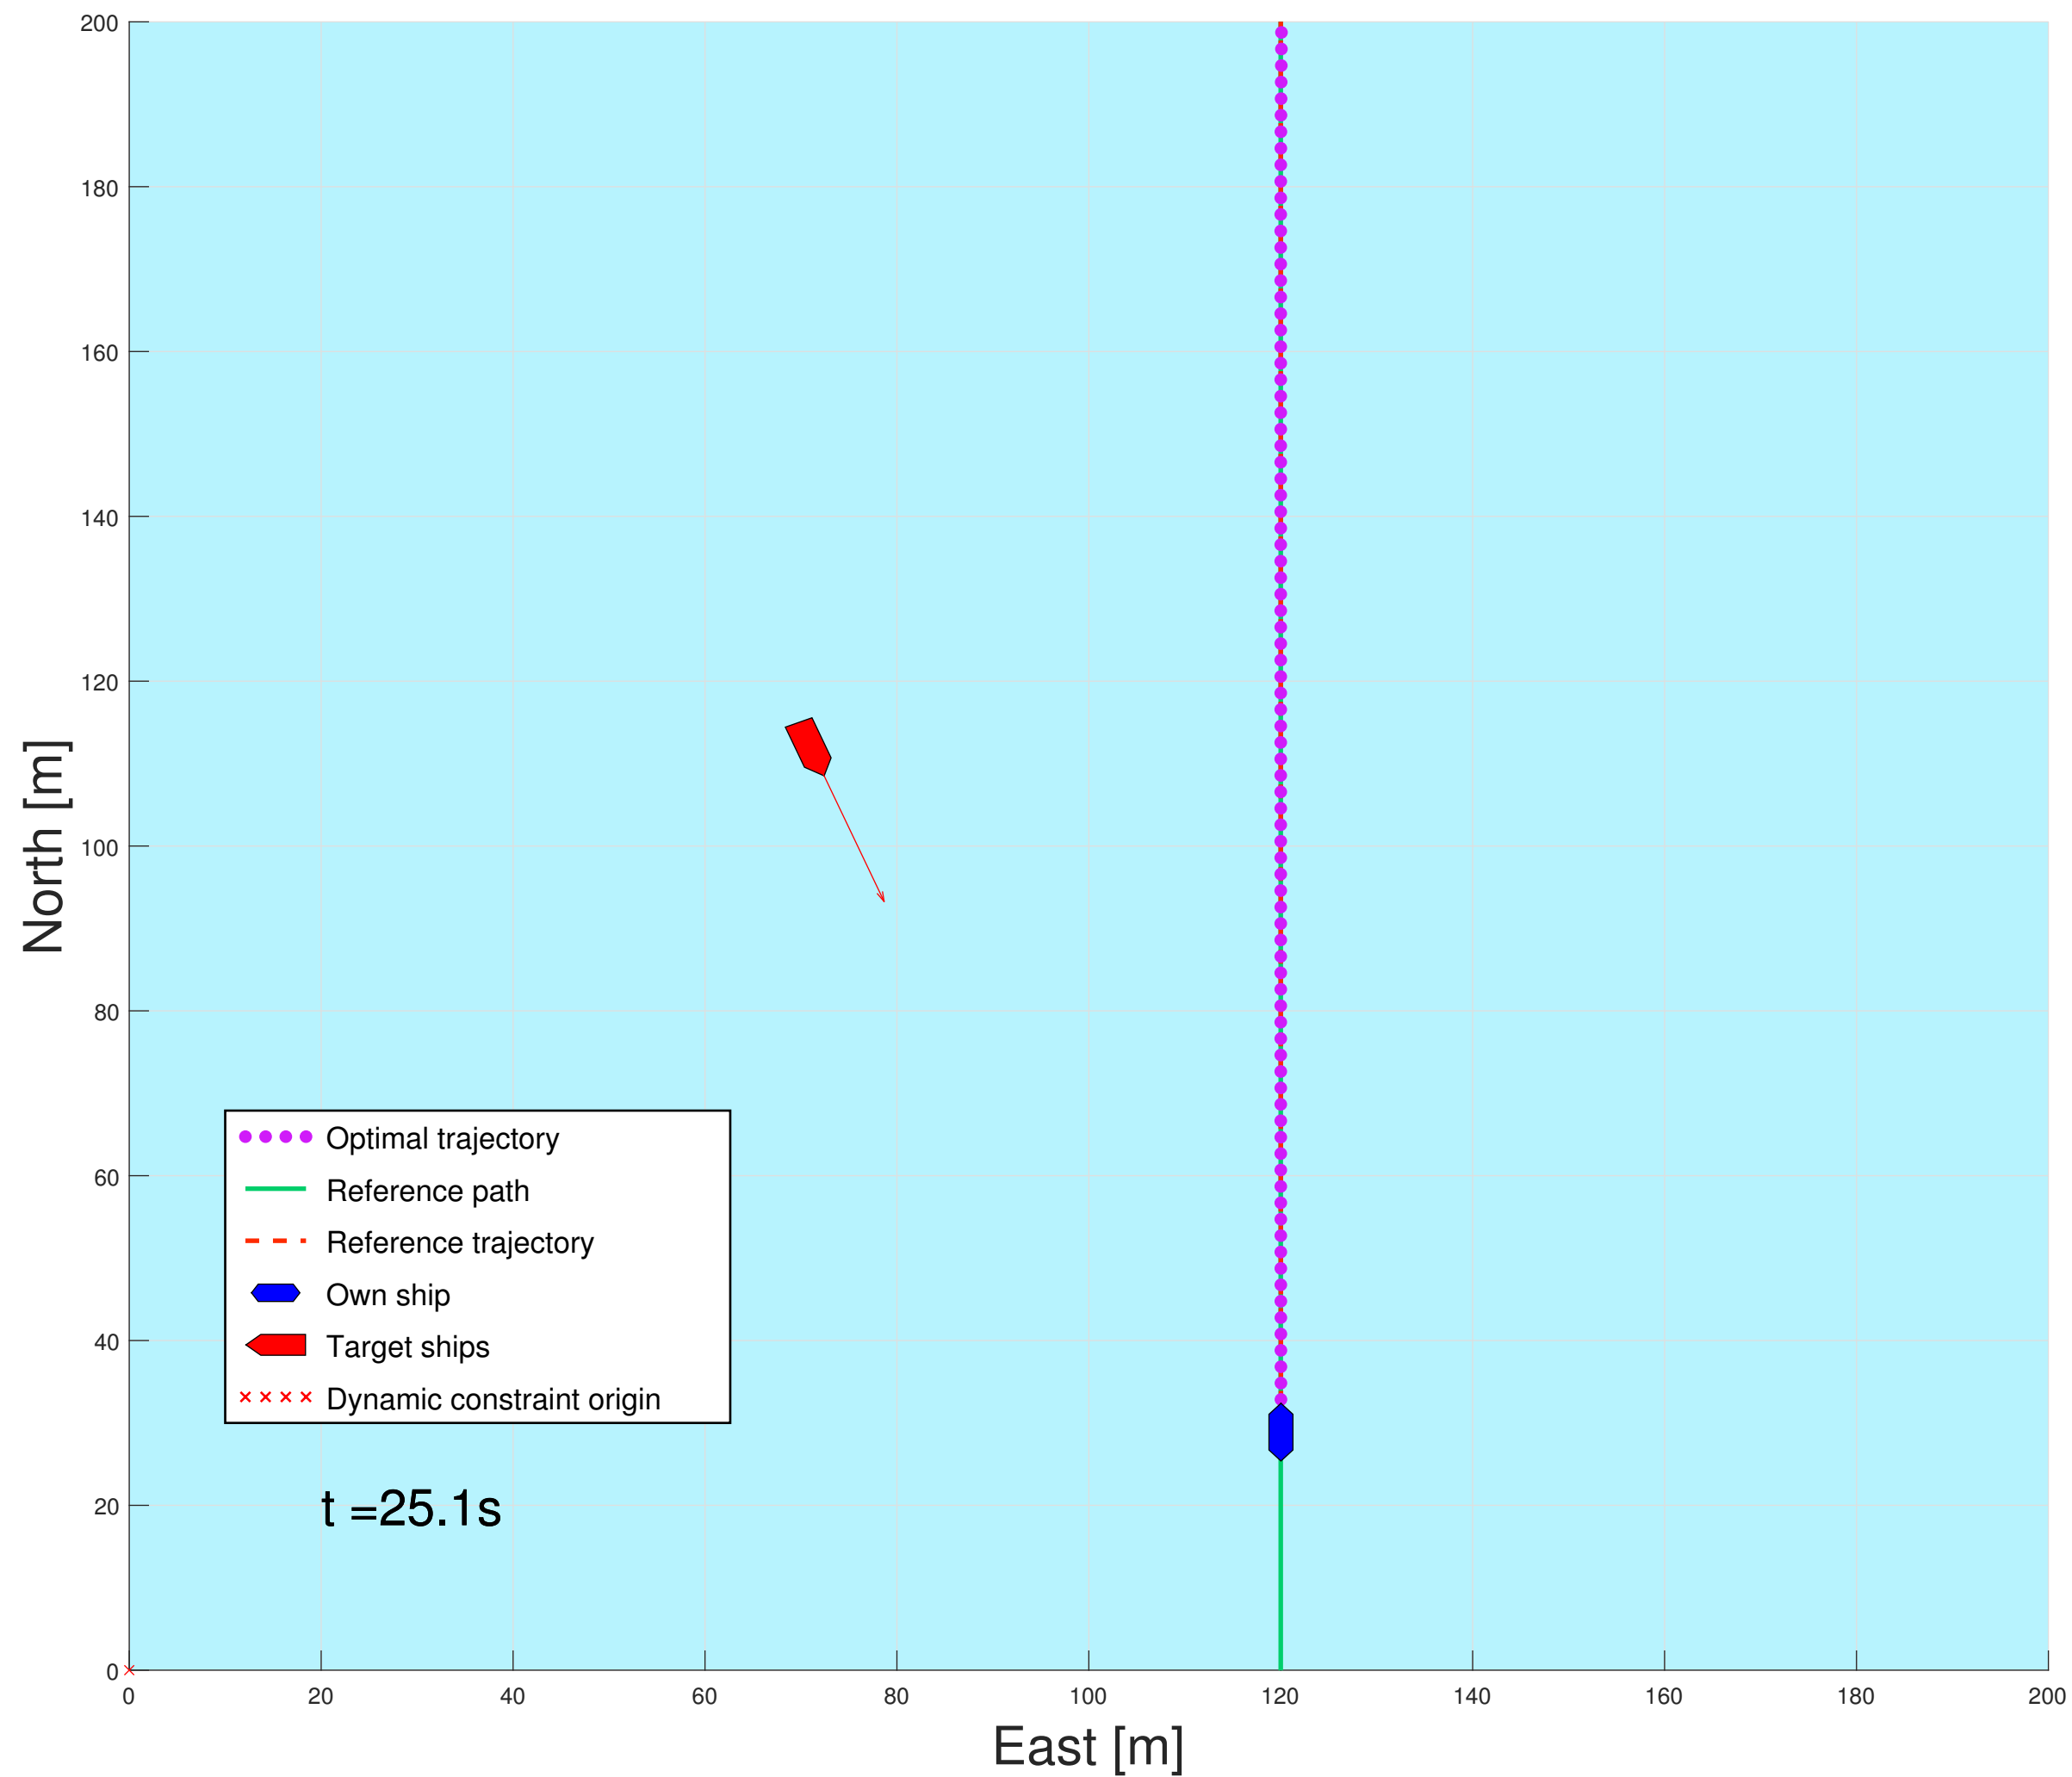 200
180
160
140
120
100
80
60
40
20
0
North [m]
Optimal trajectory
Reference path
Reference trajectory
Own ship
Target ships
Dynamic constraint origin
t =25.1s
0 20 40 60 80 100 120 140 160 180 200
East [m]